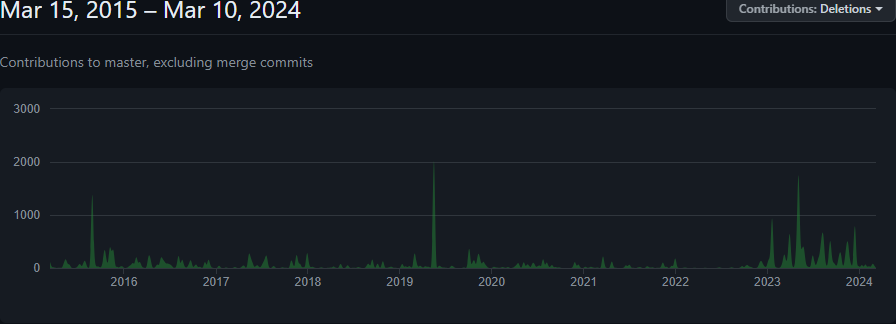 Mar 15, 2015 – Mar 10, 2024
Contributions: Deletions
Contributions to master, excluding merge commits
3000
2000
1000
0
2016 2017 2018 2019 2020 2021 2022 2023 2024